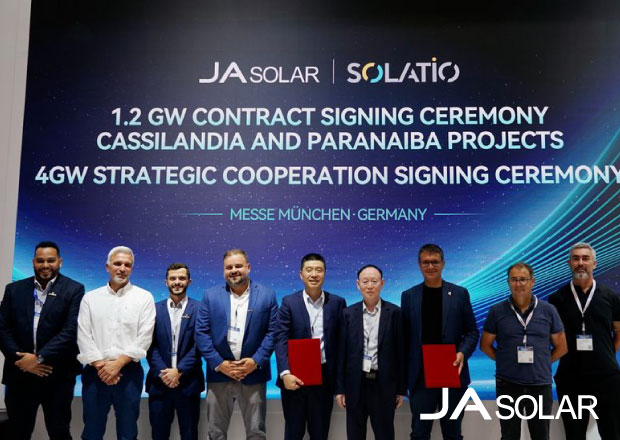 JA SOLAR | SOLATIO
1.2 GW CONTRACT SIGNING CEREMONY
CASSILANDIA AND PARANAIBA PROJECTS
4GW STRATEGIC COOPERATION SIGNING CEREMONY
MESSE MÜNCHEN·GERMANY
JA SOLAR